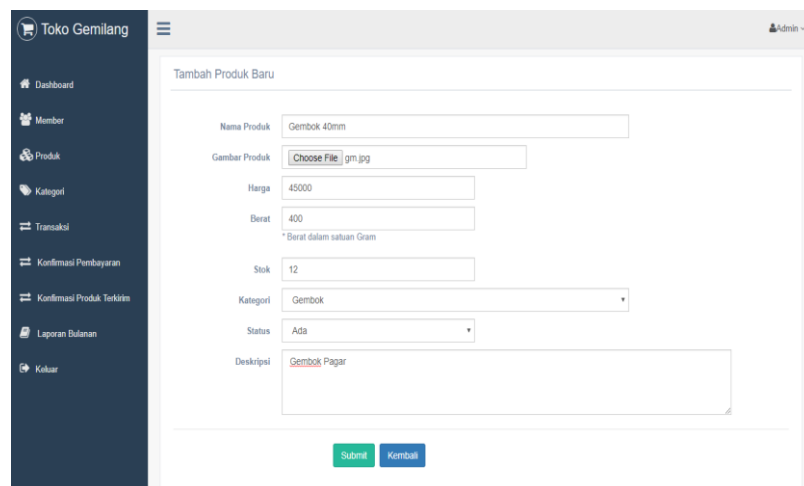 Toko Gemilang
Admin
Dashboard
Member
Produk
Kategori
Transaksi
Konfirmasi Pembayaran
Konfirmasi Produk Terkirim
Laporan Bulanan
Keluar
Tambah Produk Baru
Nama Produk Gembok 40mm
Gambar Produk Choose File gm.jpg
Harga 45000
Berat 400
* Berat dalam satuan Gram
Stok 12
Kategori Gembok
Status Ada
Deskripsi Gembok Pagar
Submit Kembali